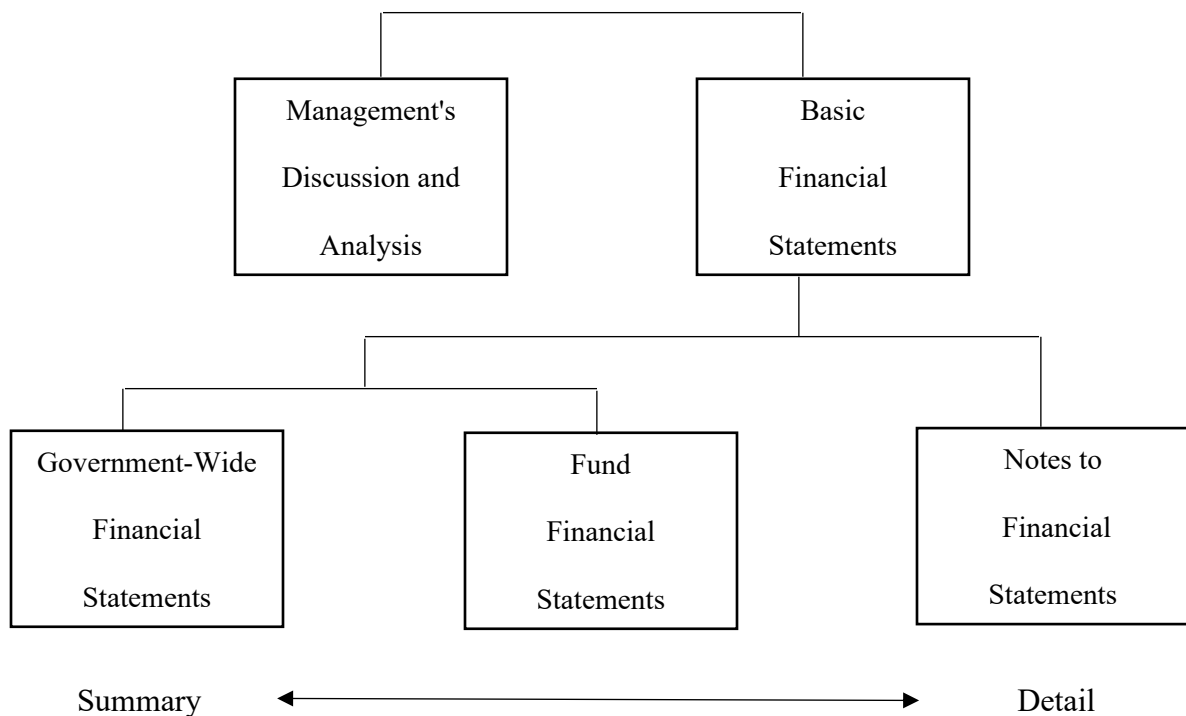 Management's
Discussion and
Analysis
Basic
Financial
Statements
Government-Wide
Financial
Statements
Fund
Financial
Statements
Notes to
Financial
Statements
Summary
Detail